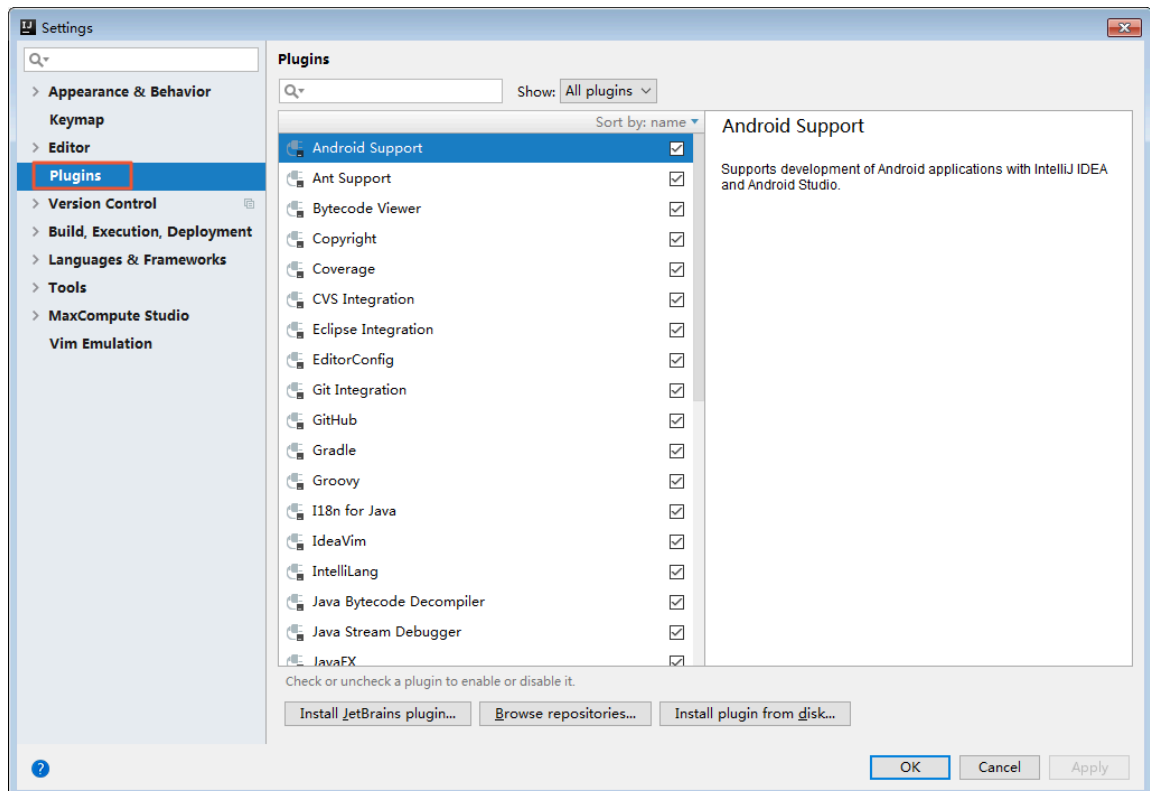 Settings
Appearance & Behavior
Keymap
Editor
Plugins
Version Control
Build, Execution, Deployment
Languages & Frameworks
Tools
MaxCompute Studio
Vim Emulation
Plugins
Show: All plugins
Sort by: name
Android Support
Ant Support
Bytecode Viewer
Copyright
Coverage
CVS Integration
Eclipse Integration
EditorConfig
Git Integration
GitHub
Gradle
Groovy
I18n for Java
IdeaVim
IntelliLang
Java Bytecode Decompiler
Java Stream Debugger
JavaFX
Android Support
Supports development of Android applications with IntelliJ IDEA
and Android Studio.
Check or uncheck a plugin to enable or disable it.
Install JetBrains plugin...
Browse repositories...
Install plugin from disk...
?
OK
Cancel
Apply